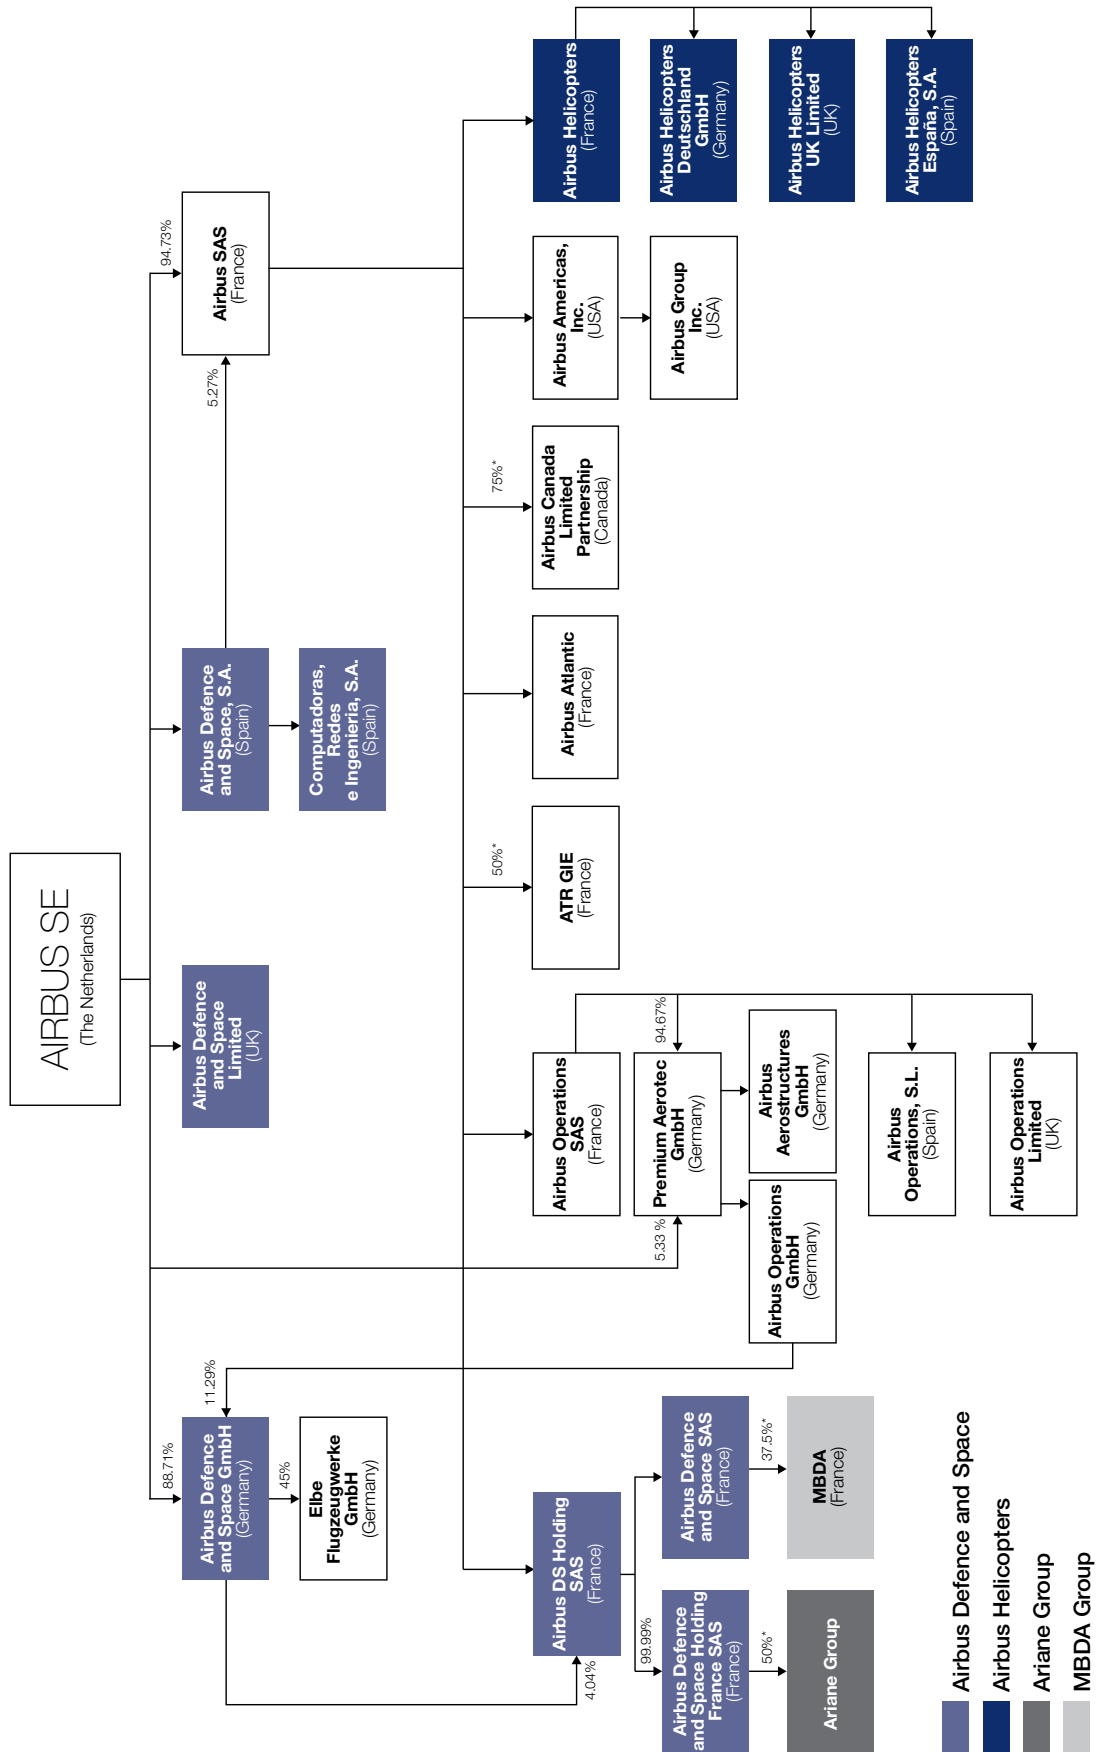 AIRBUS SE
(The Netherlands)
88.71%
94.73%
Airbus Defence
and Space GmbH
(Germany)
11.29%
Airbus Defence
and Space
Limited
(UK)
Airbus Defence
and Space, S.A.
(Spain)
5.27%
Airbus SAS
(France)
45%
Elbe
Flugzeugwerke
GmbH
(Germany)
Computadoras,
Redes
e Ingenieria, S.A.
(Spain)
4.04%
Airbus DS Holding
SAS
(France)
Airbus Operations
SAS
(France)
50%*
ATR GIE
(France)
Airbus Atlantic
(France)
75%*
Airbus Canada
Limited
Partnership
(Canada)
Airbus Americas,
Inc.
(USA)
Airbus Helicopters
(France)
99.99%
Airbus Defence
and Space Holding
France SAS
(France)
Airbus Defence
and Space SAS
(France)
5.33 %
Premium Aerotec
GmbH
(Germany)
94.67%
Airbus Group
Inc.
(USA)
Airbus Helicopters
Deutschland
GmbH
(Germany)
50%*
Ariane Group
37.5%*
MBDA
(France)
Airbus Operations
GmbH
(Germany)
Airbus
Aerostructures
GmbH
(Germany)
Airbus Helicopters
UK Limited
(UK)
Airbus
Operations, S.L.
(Spain)
Airbus Helicopters
España, S.A.
(Spain)
Airbus Operations
Limited
(UK)
Airbus Defence and Space
Airbus Helicopters
Ariane Group
MBDA Group